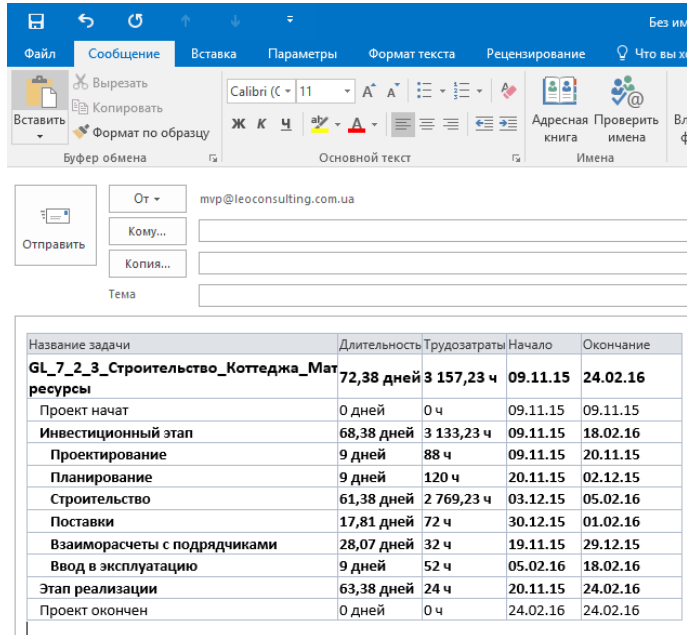 Без им
Файл Сообщение Вставка Параметры Формат текста Рецензирование Что вы х
Вставить
Вырезать
Копировать
Формат по образцу
Буфер обмена
Calibri (С 11
Ж К Ч
Основной текст
Адресная книга
Проверить имена
Имена
Вл
ф
Отправить
От mvp@leoconsulting.com.ua
Кому...
Копия...
Тема
Название задачи Длительность Трудозатраты Начало Окончание
GL_7_2_3_Строительство_Коттеджа_Мат
ресурсы 72,38 дней 3 157,23 ч 09.11.15 24.02.16
Проект начат 0 дней 0 ч 09.11.15 09.11.15
Инвестиционный этап 68,38 дней 3 133,23 ч 09.11.15 18.02.16
Проектирование 9 дней 88 ч 09.11.15 20.11.15
Планирование 9 дней 120 ч 20.11.15 02.12.15
Строительство 61,38 дней 2 769,23 ч 03.12.15 05.02.16
Поставки 17,81 дней 72 ч 30.12.15 01.02.16
Взаиморасчеты с подрядчиками 28,07 дней 32 ч 19.11.15 29.12.15
Ввод в эксплуатацию 9 дней 52 ч 05.02.16 18.02.16
Этап реализации 63,38 дней 24 ч 20.11.15 24.02.16
Проект окончен 0 дней 0 ч 24.02.16 24.02.16